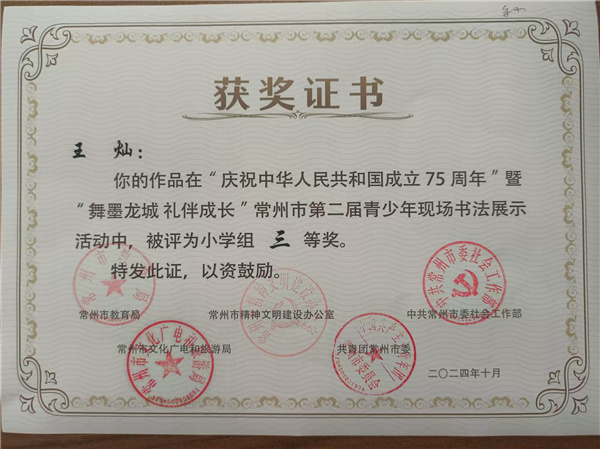 获奖证书
王 灿：
你的作品在“庆祝中华人民共和国成立 75 周年”暨
“舞墨龙城 礼伴成长”常州市第二届青少年现场书法展示
活动中，被评为小学组 三 等奖。
特发此证，以资鼓励。
常州市教育局 常州市精神文明建设办公室 中共常州市委社会工作部
常州市文化广电和旅游局 共青团常州市委
二〇二四年十月